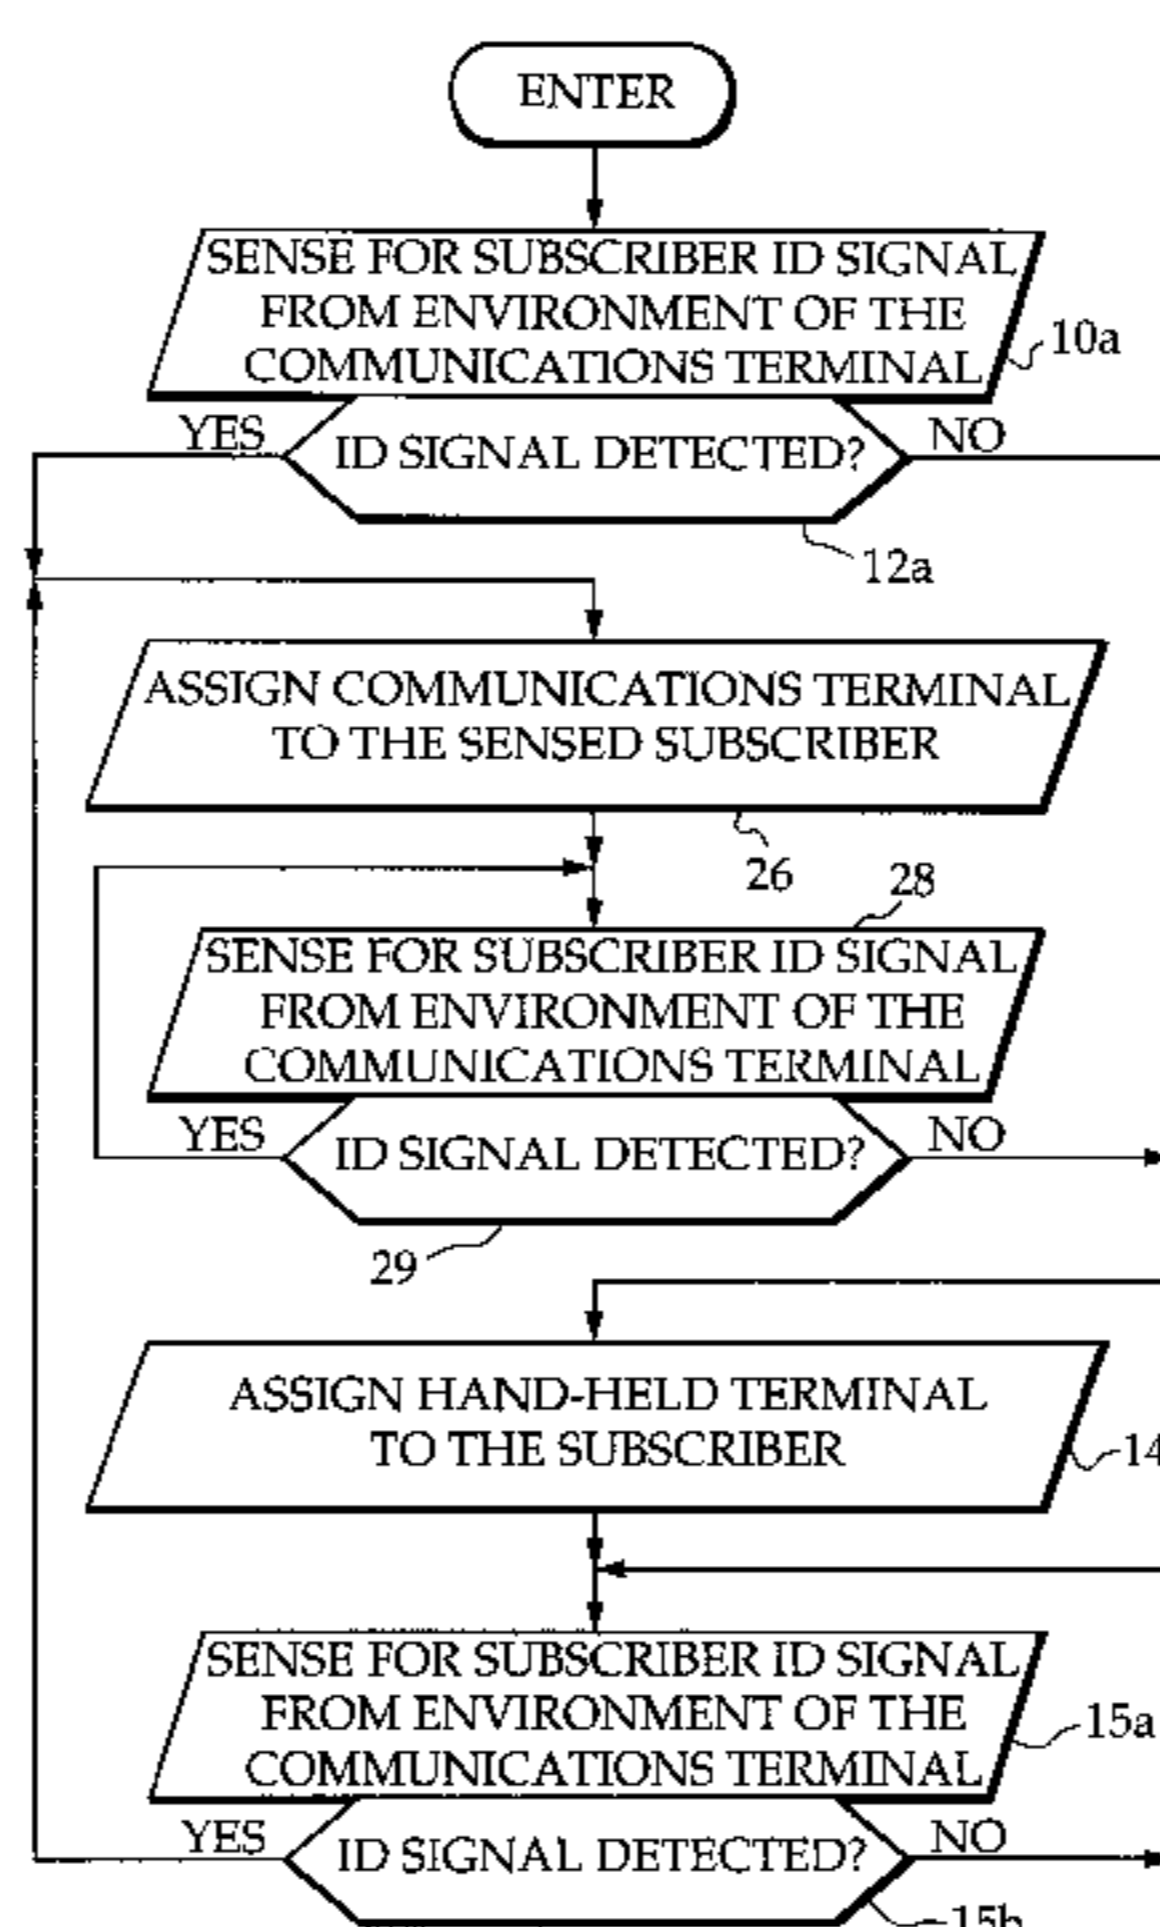 ENTER
SENSE FOR SUBSCRIBER ID SIGNAL
FROM ENVIRONMENT OF THE
COMMUNICATIONS TERMINAL
10a
YES
ID SIGNAL DETECTED?
NO
12a
ASSIGN COMMUNICATIONS TERMINAL
TO THE SENSED SUBSCRIBER
26
28
SENSE FOR SUBSCRIBER ID SIGNAL
FROM ENVIRONMENT OF THE
COMMUNICATIONS TERMINAL
YES
ID SIGNAL DETECTED?
NO
29
ASSIGN HAND-HELD TERMINAL
TO THE SUBSCRIBER
14
SENSE FOR SUBSCRIBER ID SIGNAL
FROM ENVIRONMENT OF THE
COMMUNICATIONS TERMINAL
15a
YES
ID SIGNAL DETECTED?
NO
15b